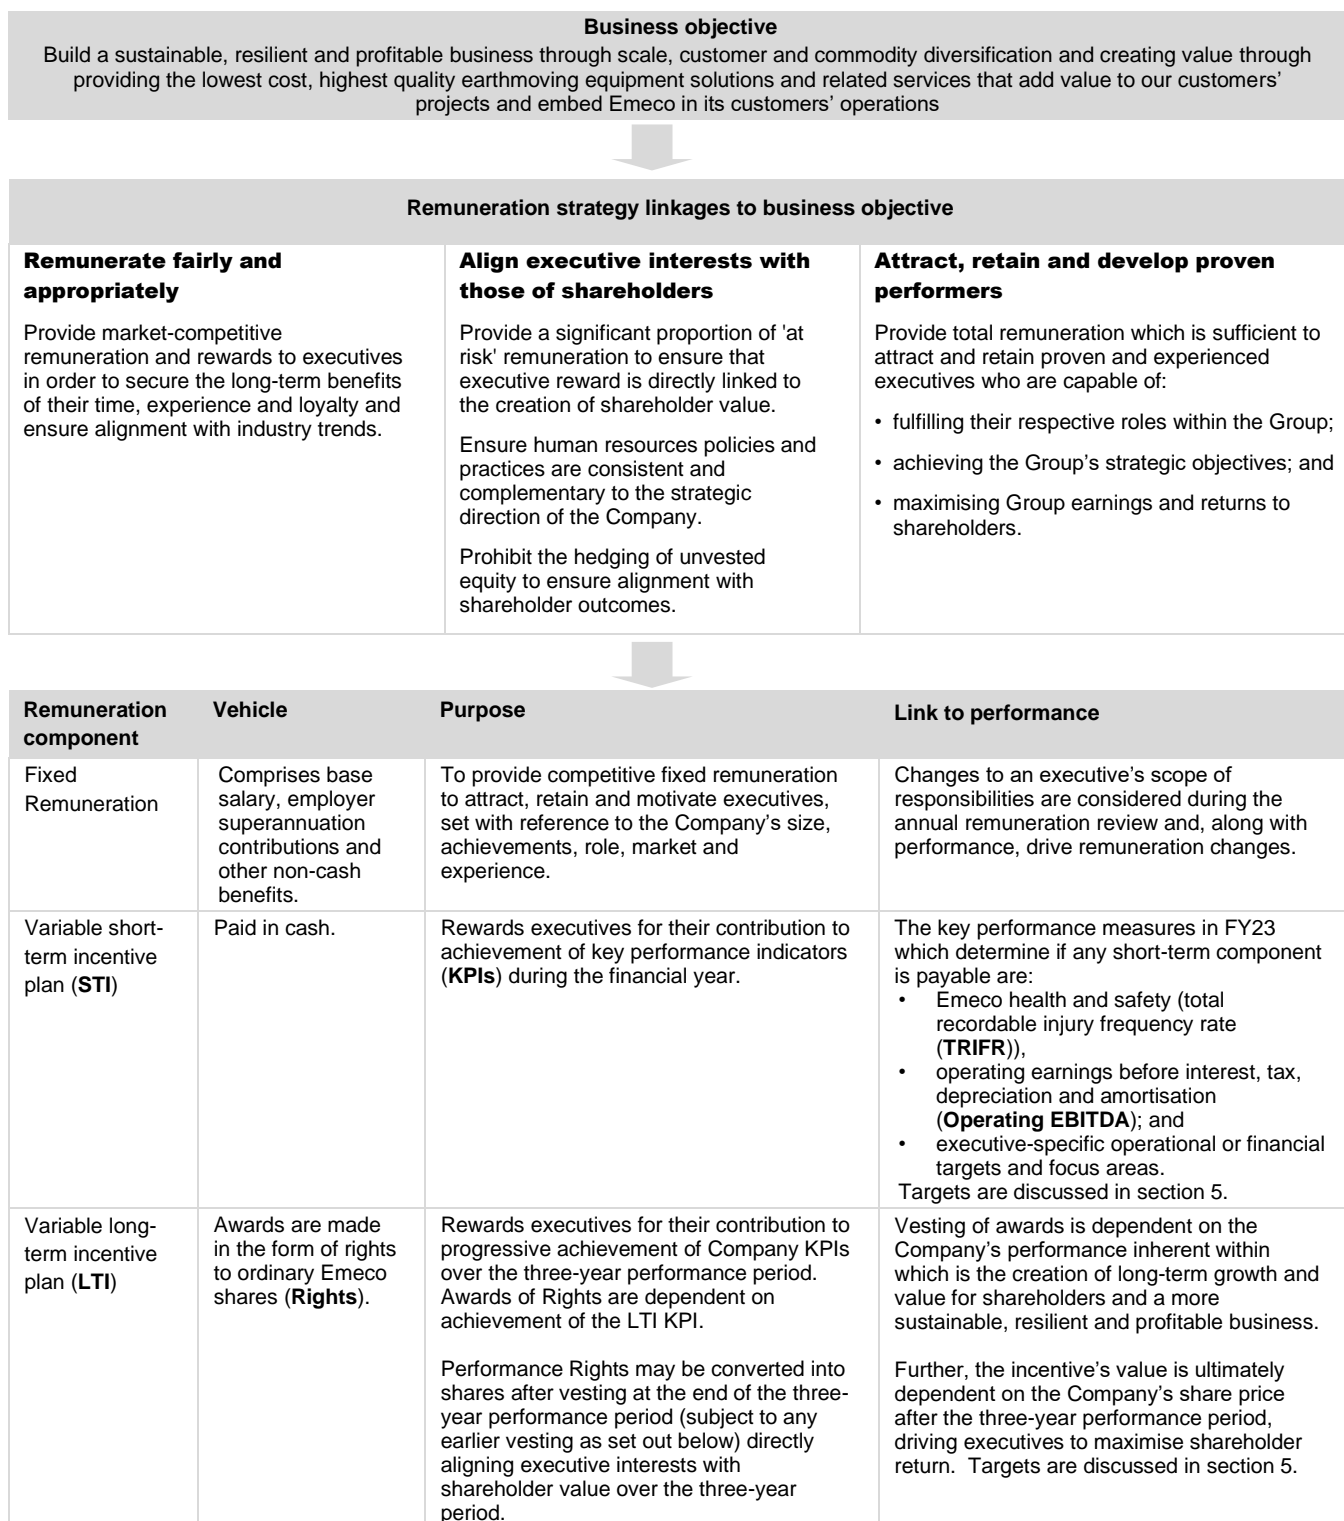 Business objective
Build a sustainable, resilient and profitable business through scale, customer and commodity diversification and creating value through
providing the lowest cost, highest quality earthmoving equipment solutions and related services that add value to our customers’
projects and embed Emeco in its customers’ operations
Remuneration strategy linkages to business objective
Remunerate fairly and
appropriately
Provide market-competitive
remuneration and rewards to executives
in order to secure the long-term benefits
of their time, experience and loyalty and
ensure alignment with industry trends.
Align executive interests with
those of shareholders
Provide a significant proportion of 'at
risk' remuneration to ensure that
executive reward is directly linked to
the creation of shareholder value.
Ensure human resources policies and
practices are consistent and
complementary to the strategic
direction of the Company.
Prohibit the hedging of unvested
equity to ensure alignment with
shareholder outcomes.
Attract, retain and develop proven
performers
Provide total remuneration which is sufficient to
attract and retain proven and experienced
executives who are capable of:
• fulfilling their respective roles within the Group;
• achieving the Group’s strategic objectives; and
• maximising Group earnings and returns to
shareholders.
Remuneration
component
Vehicle
Purpose
Link to performance
Fixed
Remuneration
Comprises base
salary, employer
superannuation
contributions and
other non-cash
benefits.
To provide competitive fixed remuneration
to attract, retain and motivate executives,
set with reference to the Company’s size,
achievements, role, market and
experience.
Changes to an executive’s scope of
responsibilities are considered during the
annual remuneration review and, along with
performance, drive remuneration changes.
Variable short-
term incentive
plan (STI)
Paid in cash.
Rewards executives for their contribution to
achievement of key performance indicators
(KPIs) during the financial year.
The key performance measures in FY23
which determine if any short-term component
is payable are:
• Emeco health and safety (total
recordable injury frequency rate
(TRIFR)),
• operating earnings before interest, tax,
depreciation and amortisation
(Operating EBITDA); and
• executive-specific operational or financial
targets and focus areas.
Targets are discussed in section 5.
Variable long-
term incentive
plan (LTI)
Awards are made
in the form of rights
to ordinary Emeco
shares (Rights).
Rewards executives for their contribution to
progressive achievement of Company KPIs
over the three-year performance period.
Awards of Rights are dependent on
achievement of the LTI KPI.
Performance Rights may be converted into
shares after vesting at the end of the three-
year performance period (subject to any
earlier vesting as set out below) directly
aligning executive interests with
shareholder value over the three-year
period.
Vesting of awards is dependent on the
Company’s performance inherent within
which is the creation of long-term growth and
value for shareholders and a more
sustainable, resilient and profitable business.
Further, the incentive’s value is ultimately
dependent on the Company’s share price
after the three-year performance period,
driving executives to maximise shareholder
return.  Targets are discussed in section 5.